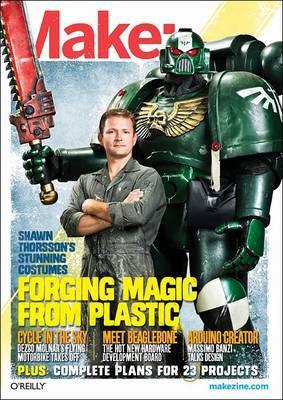 Make:
SHAWN
THORSSON'S
STUNNING
COSTUMES
FORGING MAGIC
FROM PLASTIC
CYCLE IN THE SKY
DEZSO MOLNAR'S FLYING
MOTORBIKE TAKES OFF
MEET BEAGLEBONE
THE HOT NEW HARDWARE
DEVELOPMENT BOARD
ARDUINO CREATOR
MASSIMO BANZI
TALKS DESIGN
PLUS: COMPLETE PLANS FOR 23 PROJECTS
O'REILLY
makezine.com